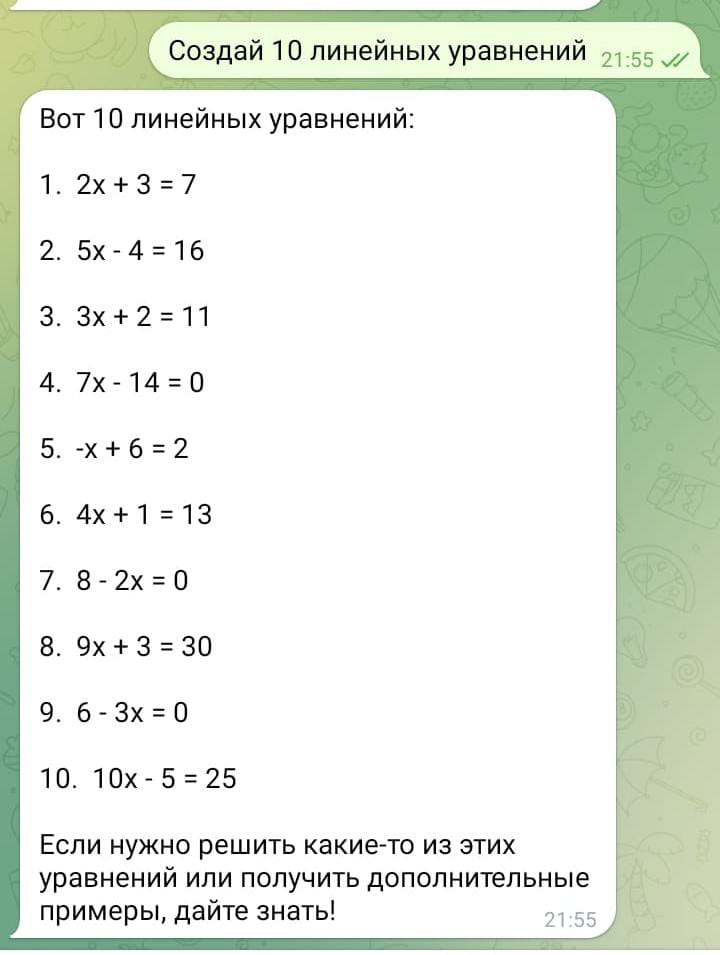 Создай 10 линейных уравнений 21:55
Вот 10 линейных уравнений:
1. 2x + 3 = 7
2. 5x - 4 = 16
3. 3x + 2 = 11
4. 7x - 14 = 0
5. -x + 6 = 2
6. 4x + 1 = 13
7. 8 - 2x = 0
8. 9x + 3 = 30
9. 6 - 3x = 0
10. 10x - 5 = 25
Если нужно решить какие-то из этих
уравнений или получить дополнительные
примеры, дайте знать! 21:55